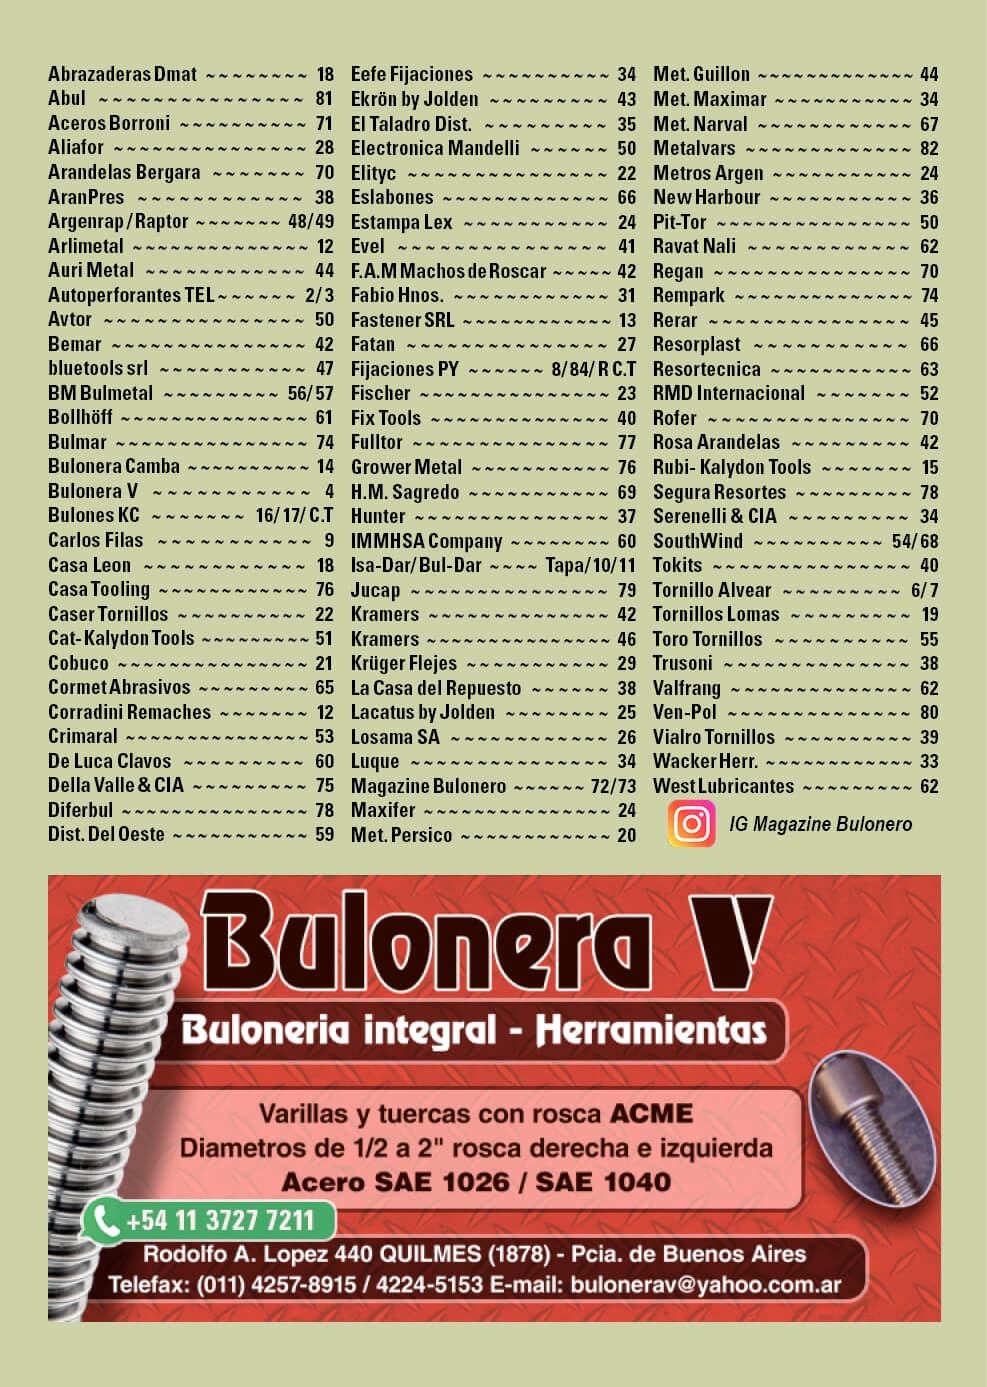 Abrazaderas Dmat ~~~~~~~~ 18
Abul ~~~~~~~~~~~~~~~ 81
Aceros Borroni ~~~~~~~~~~ 71
Aliafor ~~~~~~~~~~~~~~~ 28
Arandelas Bergara ~~~~~~~ 70
AranPres ~~~~~~~~~~~~ 38
Argenrap / Raptor ~~~~~~~ 48/49
Arlimetal ~~~~~~~~~~~~~~ 12
Auri Metal ~~~~~~~~~~~~ 44
Autoperforantes TEL ~~~~~~ 2/3
Avtor ~~~~~~~~~~~~~~~ 50
Bemar ~~~~~~~~~~~~~~~ 42
bluetools srl ~~~~~~~~~~~ 47
BM Bulmetal ~~~~~~~~~ 56/57
Bollhöff ~~~~~~~~~~~~~~ 61
Bulmar ~~~~~~~~~~~~~~~ 74
Bulonera Camba ~~~~~~~~~~ 14
Bulonera V ~~~~~~~~~~~ 4
Bulones KC ~~~~~~~ 16/17/ C.T
Carlos Filas ~~~~~~~~~~~ 9
Casa Leon ~~~~~~~~~~~~ 18
Casa Tooling ~~~~~~~~~~~~ 76
Caser Tornillos ~~~~~~~~~~ 22
Cat- Kalydon Tools ~~~~~~~~~ 51
Cobuco ~~~~~~~~~~~~~~~ 21
Cormet Abrasivos ~~~~~~~~~ 65
Corradini Remaches ~~~~~~~ 12
Crimaral ~~~~~~~~~~~~~~ 53
De Luca Clavos ~~~~~~~~~~ 60
Della Valle & CIA ~~~~~~~~~ 75
Diferbul ~~~~~~~~~~~~~~ 78
Dist. Del Oeste ~~~~~~~~~~~ 59
Eefe Fijaciones ~~~~~~~~~~ 34
Ekrön by Jolden ~~~~~~~~~ 43
El Taladro Dist. ~~~~~~~~~ 35
Electronica Mandelli ~~~~~~ 50
Elityc ~~~~~~~~~~~~~~~ 22
Eslabones ~~~~~~~~~~~~~ 66
Estampa Lex ~~~~~~~~~~~ 24
Evel ~~~~~~~~~~~~~~~ 41
F.A.M Machos de Roscar ~~~~~ 42
Fabio Hnos. ~~~~~~~~~~~~ 31
Fastener SRL ~~~~~~~~~~~~ 13
Fatan ~~~~~~~~~~~~~~~ 27
Fijaciones PY ~~~~~~ 8/84/ R C.T
Fischer ~~~~~~~~~~~~~~~ 23
Fix Tools ~~~~~~~~~~~~~~ 40
Fulltor ~~~~~~~~~~~~~~~ 77
Grower Metal ~~~~~~~~~~~ 76
H.M. Sagredo ~~~~~~~~~~~ 69
Hunter ~~~~~~~~~~~~~~~ 37
IMMHSA Company ~~~~~~~~ 60
Isa-Dar/ Bul-Dar ~~~~ Tapa/10/11
Jucap ~~~~~~~~~~~~~~~ 79
Kramers ~~~~~~~~~~~~~~ 42
Kramers ~~~~~~~~~~~~~~ 46
Krüger Flejes ~~~~~~~~~~~ 29
La Casa del Repuesto ~~~~~~ 38
Lacatus by Jolden ~~~~~~~~ 25
Losama SA ~~~~~~~~~~~~ 26
Luque ~~~~~~~~~~~~~~~ 34
Magazine Bulonero ~~~~~~ 72/73
Maxifer ~~~~~~~~~~~~~~ 24
Met. Persico ~~~~~~~~~~~~ 20
Met. Guillon ~~~~~~~~~~~~~ 44
Met. Maximar ~~~~~~~~~~~ 34
Met. Narval ~~~~~~~~~~~~ 67
Metalvars ~~~~~~~~~~~~~ 82
Metros Argen ~~~~~~~~~~~ 24
New Harbour ~~~~~~~~~~~~ 36
Pit-Tor ~~~~~~~~~~~~~~~ 50
Ravat Nali ~~~~~~~~~~~~ 62
Regan ~~~~~~~~~~~~~~~ 70
Rempark ~~~~~~~~~~~~~~ 74
Rerar ~~~~~~~~~~~~~~~ 45
Resorplast ~~~~~~~~~~~ 66
Resortecnica ~~~~~~~~~~~~ 63
RMD Internacional ~~~~~~~ 52
Rofer ~~~~~~~~~~~~~~~ 70
Rosa Arandelas ~~~~~~~~~ 42
Rubi- Kalydon Tools ~~~~~~~ 15
Segura Resortes ~~~~~~~~~ 78
Serenelli & CIA ~~~~~~~~~ 34
SouthWind ~~~~~~~~~~ 54/68
Tokits ~~~~~~~~~~~~~~~ 40
Tornillo Alvear ~~~~~~~~~ 6/7
Tornillos Lomas ~~~~~~~~~ 19
Toro Tornillos ~~~~~~~~~~ 55
Trusoni ~~~~~~~~~~~~~~ 38
Valfrang ~~~~~~~~~~~~~~ 62
Ven-Pol ~~~~~~~~~~~~~~ 80
Vialro Tornillos ~~~~~~~~~~ 39
Wacker Herr. ~~~~~~~~~~~~ 33
West Lubricantes ~~~~~~~~~ 62
IG Magazine Bulonero
Bulonera V
Buloneria integral - Herramientas
Varillas y tuercas con rosca ACME
Diametros de 1/2 a 2" rosca derecha e izquierda
Acero SAE 1026 / SAE 1040
+54 11 3727 7211
Rodolfo A. Lopez 440 QUILMES (1878) - Pcia. de Buenos Aires
Telefax: (011) 4257-8915 / 4224-5153 E-mail: bulonerav@yahoo.com.ar